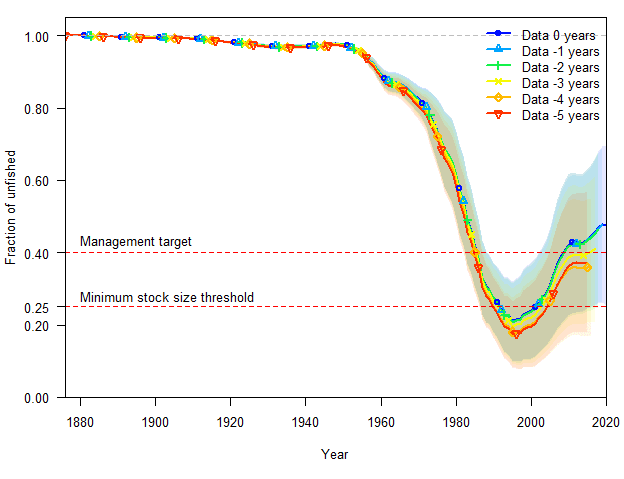 1.00
0.80
0.60
0.40
0.25
0.20
0.00
Fraction of unfished
Data 0 years
Data -1 years
Data -2 years
Data -3 years
Data -4 years
Data -5 years
Management target
Minimum stock size threshold
1880 1900 1920 1940 1960 1980 2000 2020
Year